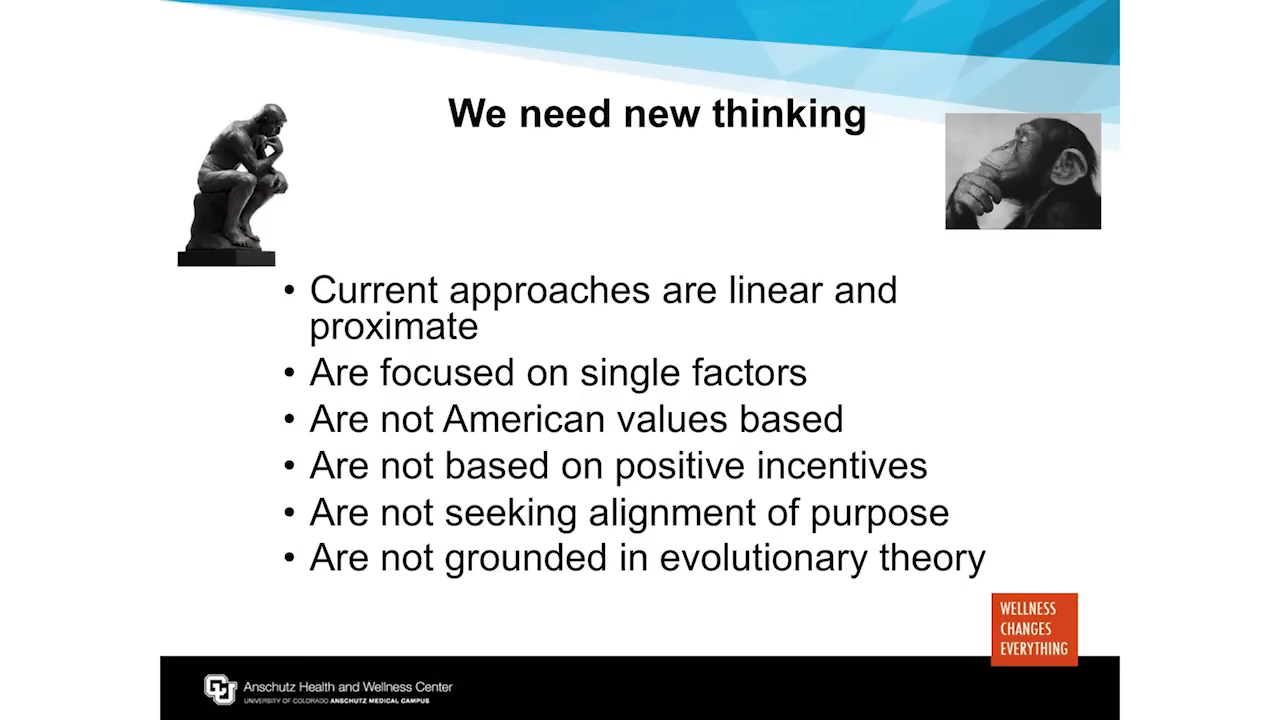 We need new thinking
• Current approaches are linear and
proximate
• Are focused on single factors
• Are not American values based
• Are not based on positive incentives
• Are not seeking alignment of purpose
• Are not grounded in evolutionary theory
WELLNESS
CHANGES
EVERYTHING
CU
Anschutz Health and Wellness Center
UNIVERSITY OF COLORADO ANSCHUTZ MEDICAL CAMPUS